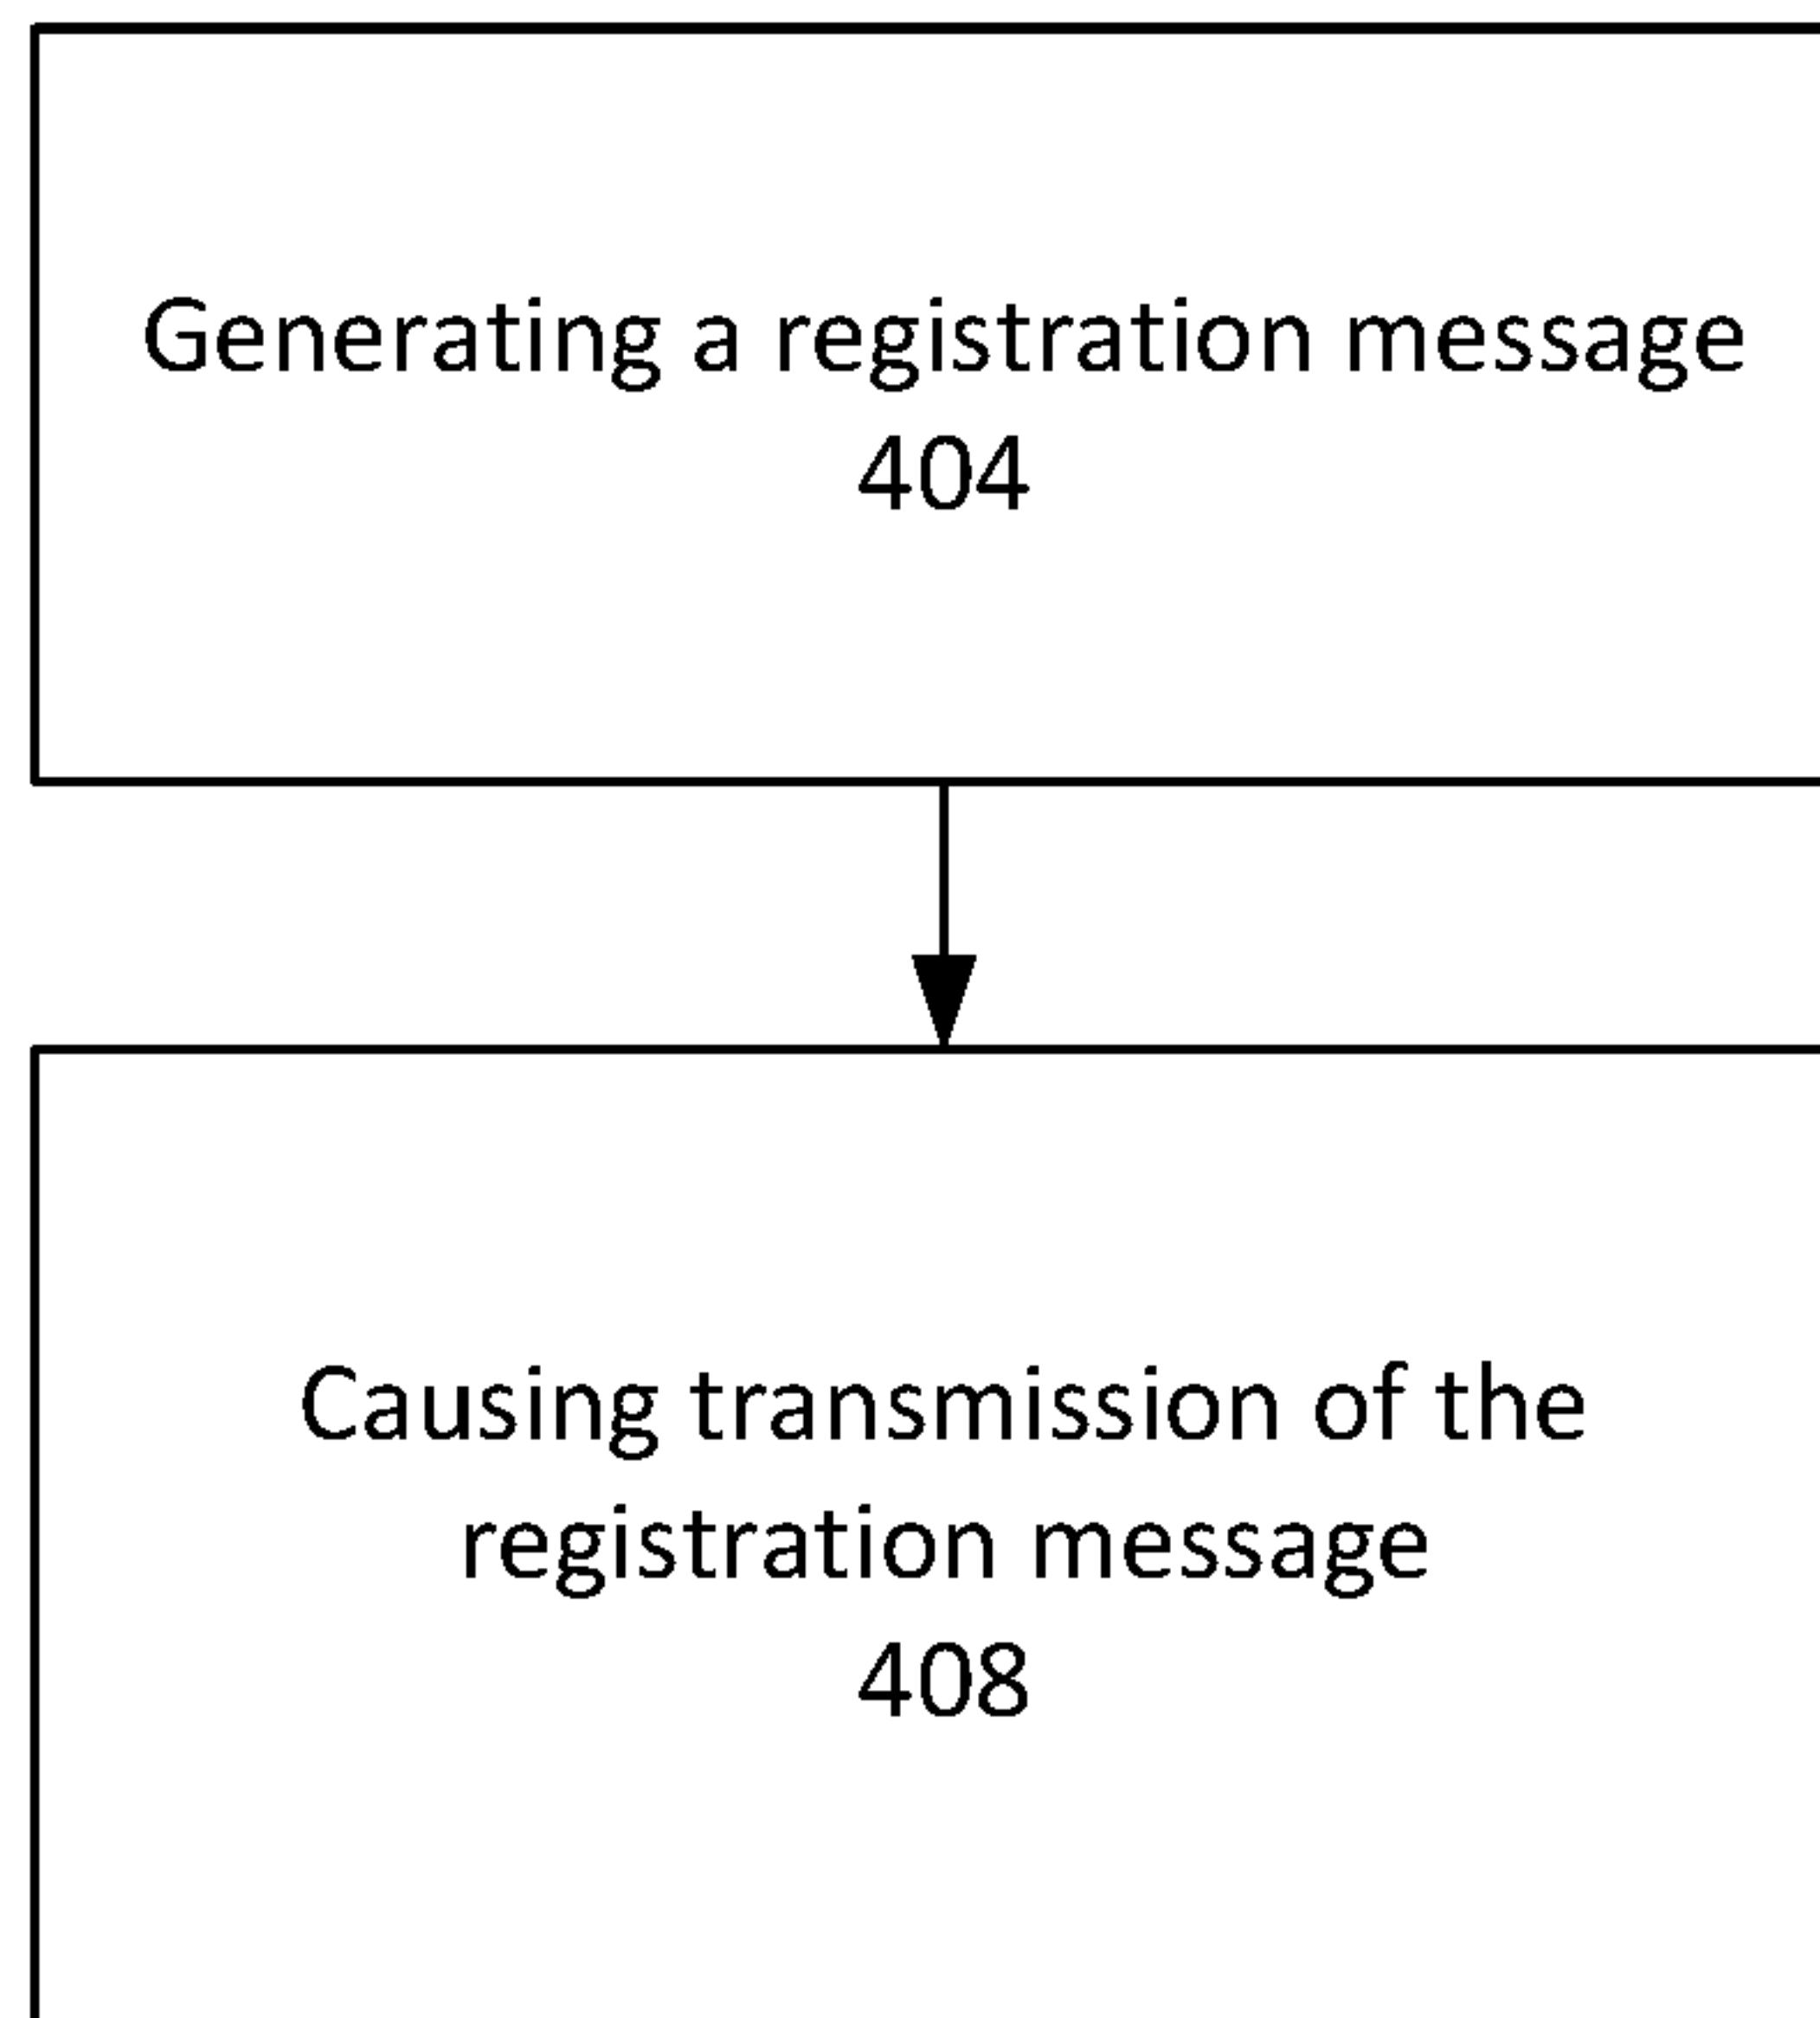 Generating a registration message
404
Causing transmission of the
registration message
408